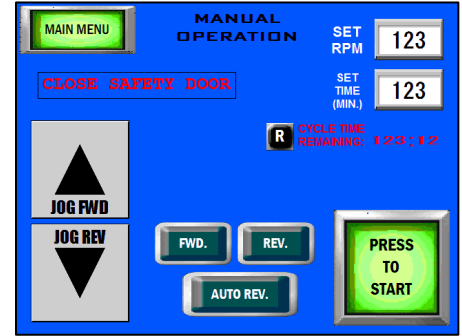 MAIN MENU
MANUAL
OPERATION
SET
RPM
123
CLOSE SAFETY DOOR
SET
TIME
(MIN.)
123
R
CYCLE TIME
REMAINING:
123:12
JOG FWD
JOG REV
FWD.
REV.
AUTO REV.
PRESS
TO
START